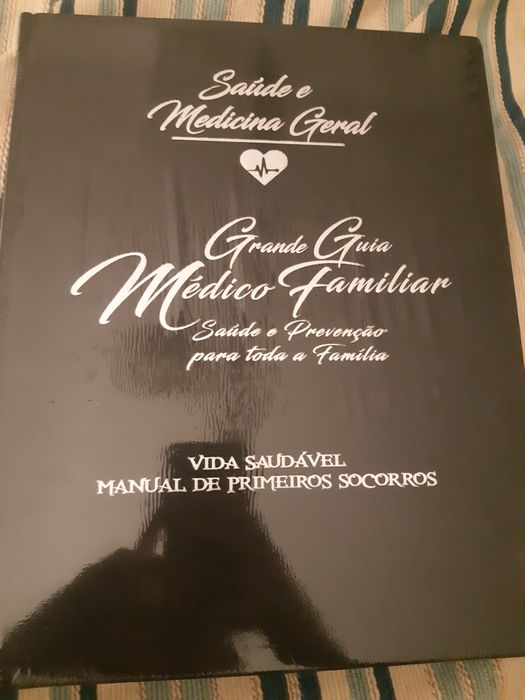 Saúde e
Medicina Geral
Grande Guia
Médico Familiar
Saúde e Prevenção
para toda a Família
VIDA SAUDÁVEL
MANUAL DE PRIMEIROS SOCORROS